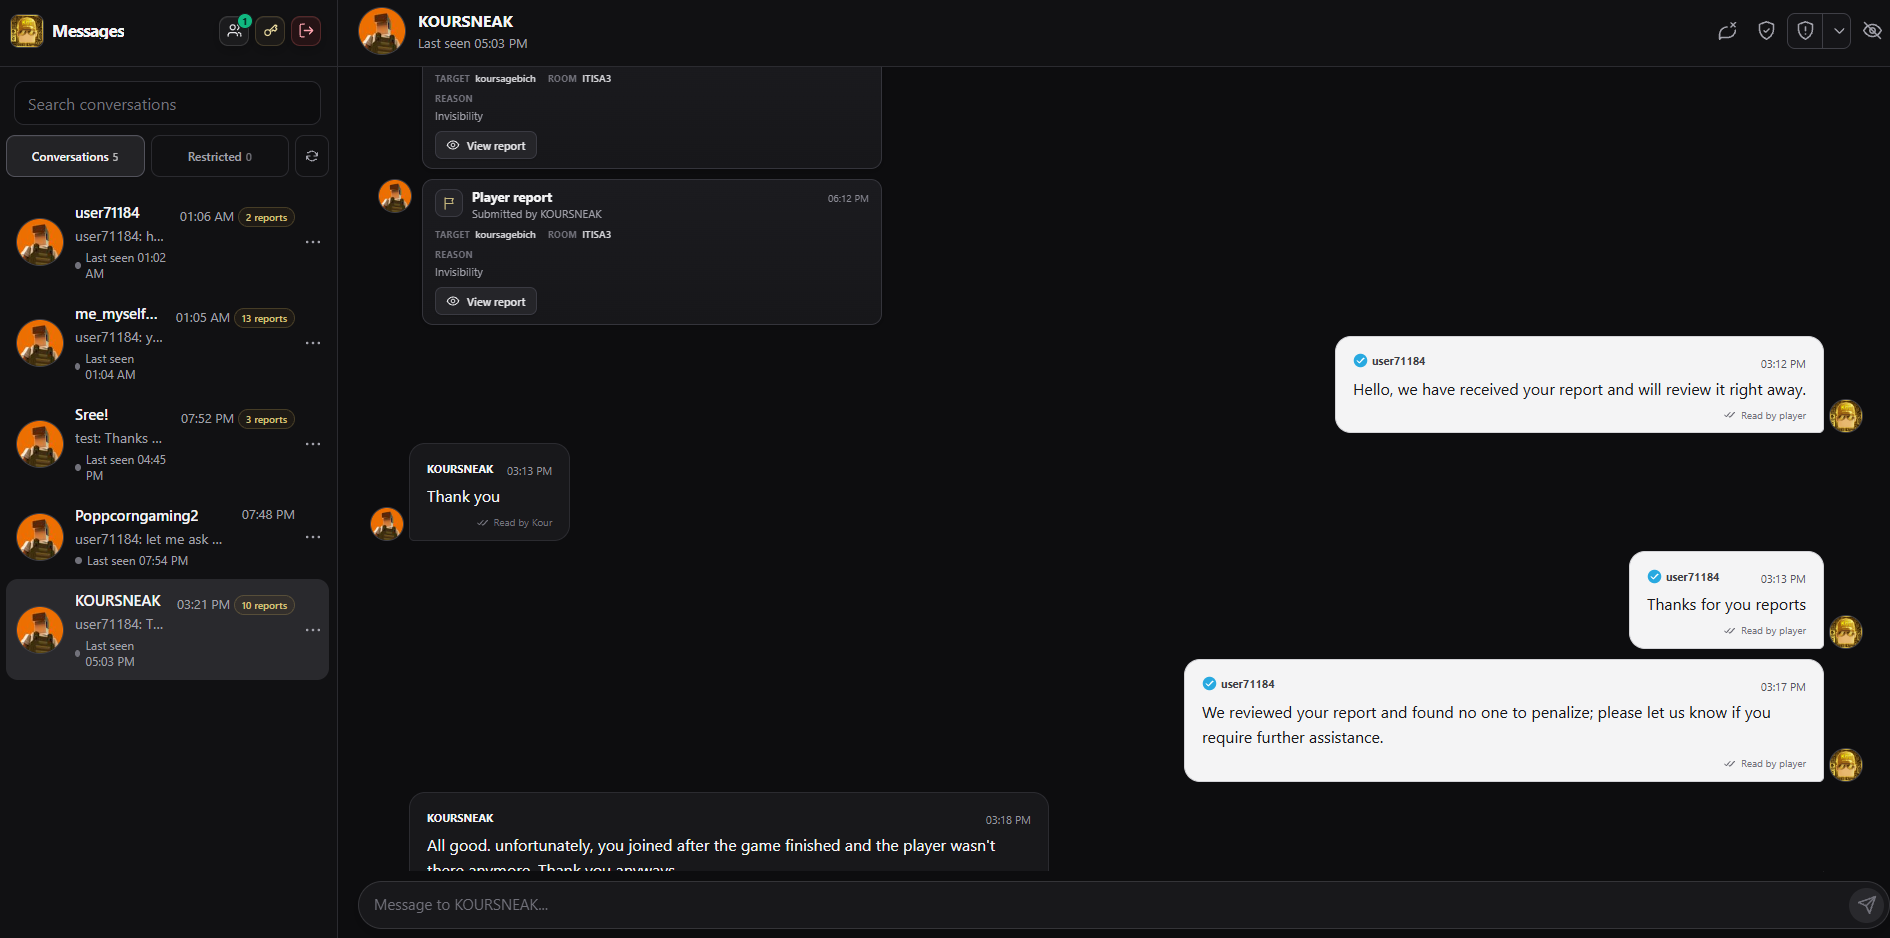 Messages
1
Search conversations
Conversations 5
Restricted 0
user71184
01:06 AM
2 reports
user71184: h...
Last seen 01:02
AM
me_myself...
01:05 AM
13 reports
user71184: y...
Last seen
01:04 AM
Sree!
07:52 PM
3 reports
test: Thanks ...
Last seen 04:45
PM
Poppcorngaming2
07:48 PM
user71184: let me ask ...
Last seen 07:54 PM
KOURSNEAK
03:21 PM
10 reports
user71184: T...
Last seen
05:03 PM
KOURSNEAK
Last seen 05:03 PM
TARGET koursagebich ROOM ITISA3
REASON
Invisibility
View report
Player report
06:12 PM
Submitted by KOURSNEAK
TARGET koursagebich ROOM ITISA3
REASON
Invisibility
View report
user71184
03:12 PM
Hello, we have received your report and will review it right away.
Read by player
KOURSNEAK
03:13 PM
Thank you
Read by Kour
user71184
03:13 PM
Thanks for you reports
Read by player
user71184
03:17 PM
We reviewed your report and found no one to penalize; please let us know if you
require further assistance.
Read by player
KOURSNEAK
03:18 PM
All good. unfortunately, you joined after the game finished and the player wasn't
there anymore. Thank you anyways
Message to KOURSNEAK...